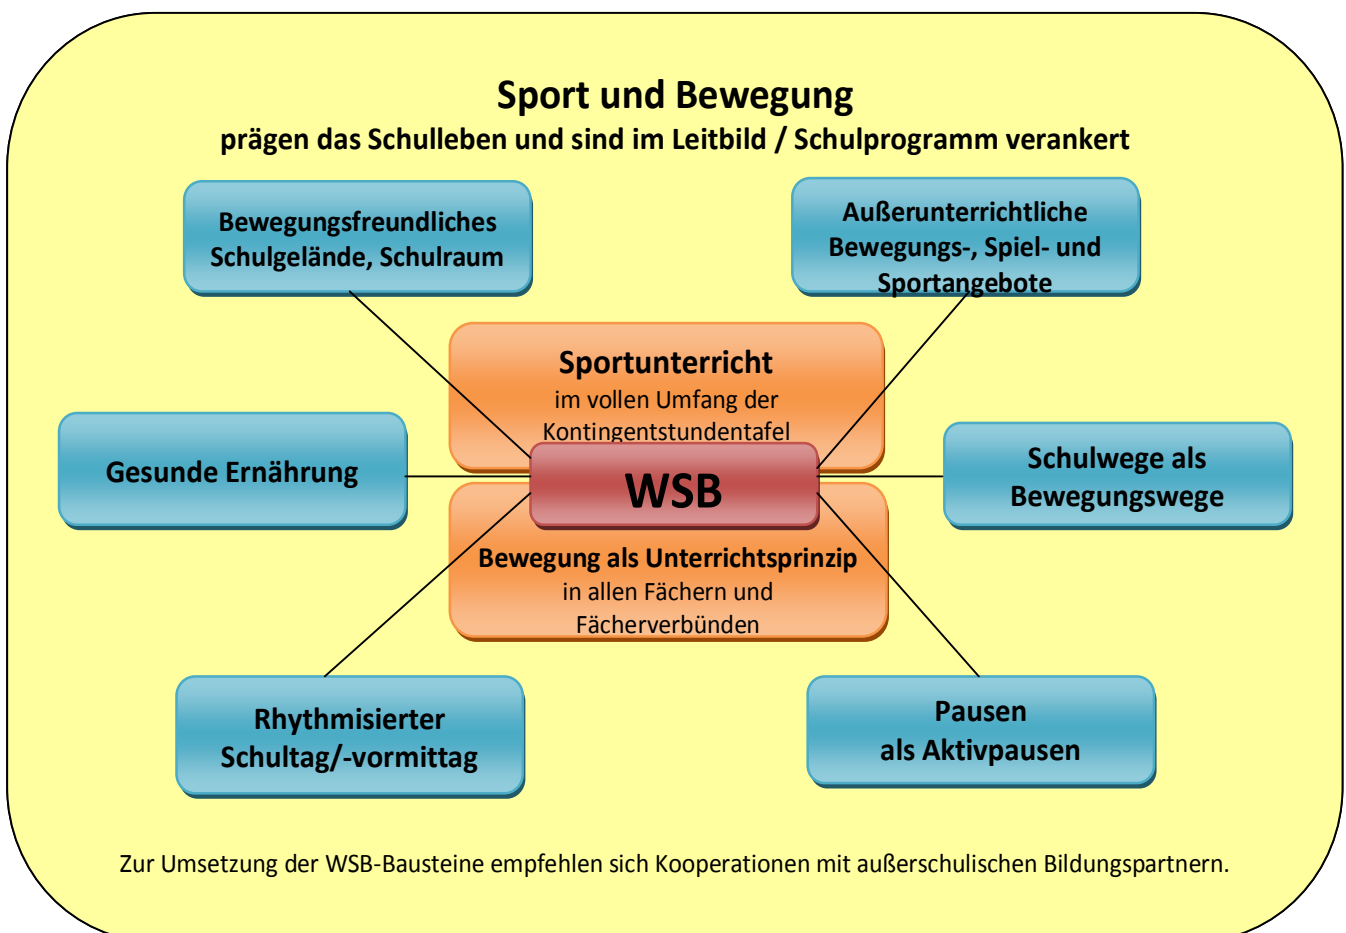 Sport und Bewegung
prägen das Schulleben und sind im Leitbild / Schulprogramm verankert
Bewegungsfreundliches
Schulgelände, Schulraum
Außerunterrichtliche
Bewegungs-, Spiel- und
Sportangebote
Sportunterricht
im vollen Umfang der
Kontingentstundentafel
Gesunde Ernährung
WSB
Schulwege als
Bewegungswege
Bewegung als Unterrichtsprinzip
in allen Fächern und
Fächerverbünden
Rhythmisierter
Schultag/-vormittag
Pausen
als Aktivpausen
Zur Umsetzung der WSB-Bausteine empfehlen sich Kooperationen mit außerschulischen Bildungspartnern.